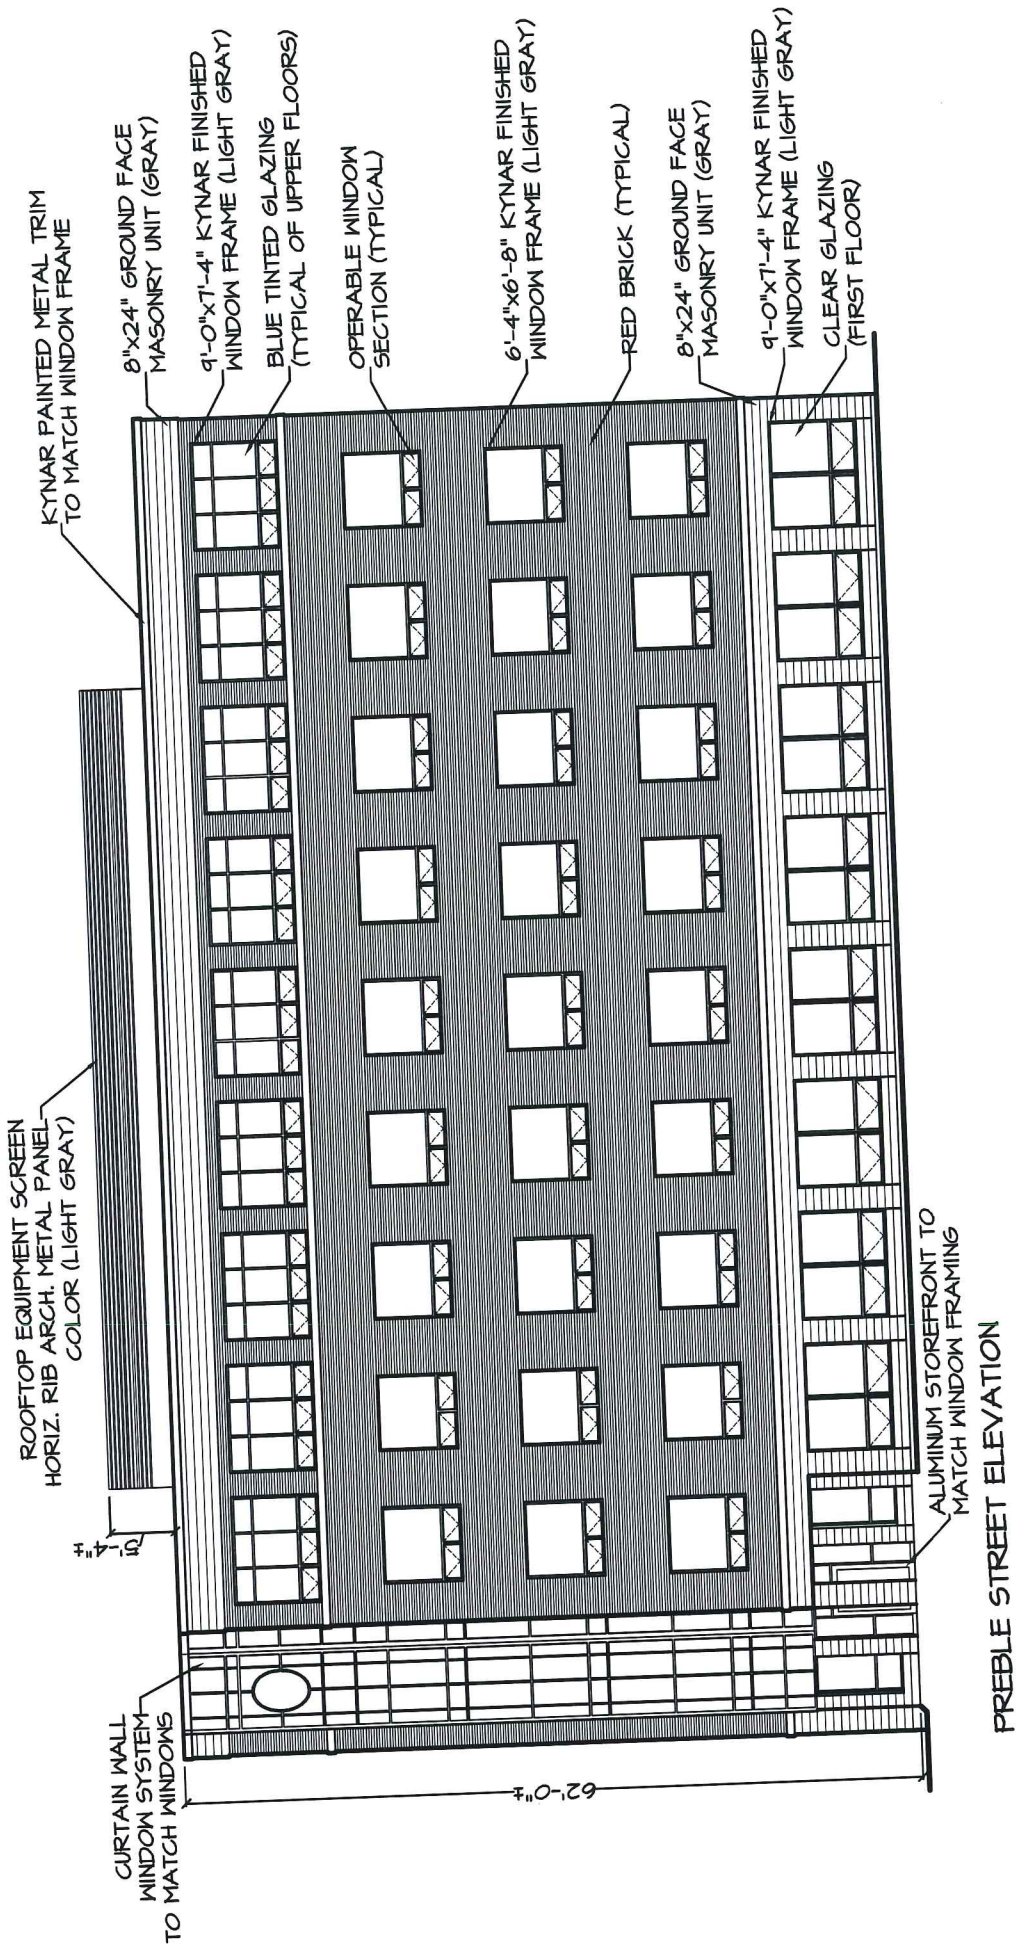 KYNAR PAINTED METAL TRIM
TO MATCH WINDOW FRAME
8"x24" GROUND FACE
MASONRY UNIT (GRAY)
9'-0"x7'-4" KYNAR FINISHED
WINDOW FRAME (LIGHT GRAY)
BLUE TINTED GLAZING
(TYPICAL OF UPPER FLOORS)
OPERABLE WINDOW
SECTION (TYPICAL)
6'-4"x6'-8" KYNAR FINISHED
WINDOW FRAME (LIGHT GRAY)
RED BRICK (TYPICAL)
8"x24" GROUND FACE
MASONRY UNIT (GRAY)
9'-0"x7'-4" KYNAR FINISHED
WINDOW FRAME (LIGHT GRAY)
CLEAR GLAZING
(FIRST FLOOR)
ROOFTOP EQUIPMENT SCREEN
HORIZ. RIB ARCH. METAL PANEL
COLOR (LIGHT GRAY)
5'-4"±
CURTAIN WALL
WINDOW SYSTEM
TO MATCH WINDOWS
62'-0"±
ALUMINUM STOREFRONT TO
MATCH WINDOW FRAMING
PREBLE STREET ELEVATION